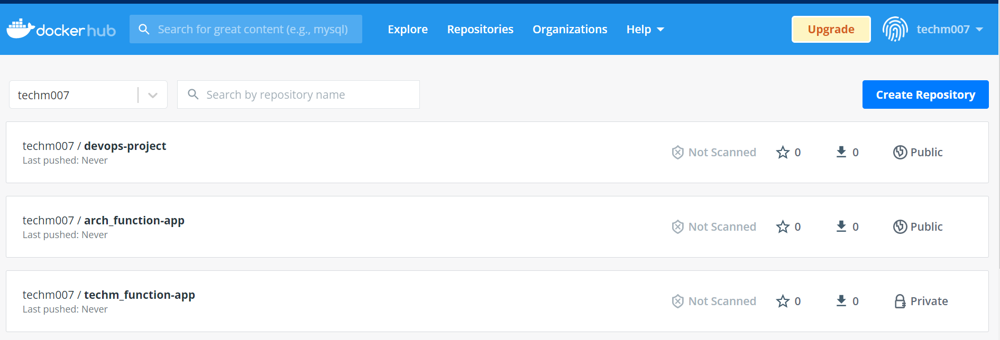 docker hub Search for great content (e.g., mysql) Explore Repositories Organizations Help Upgrade techm007
techm007 Search by repository name Create Repository
techm007 / devops-project Not Scanned 0 0 Public
Last pushed: Never
techm007 / arch_function-app Not Scanned 0 0 Public
Last pushed: Never
techm007 / techm_function-app Not Scanned 0 0 Private
Last pushed: Never